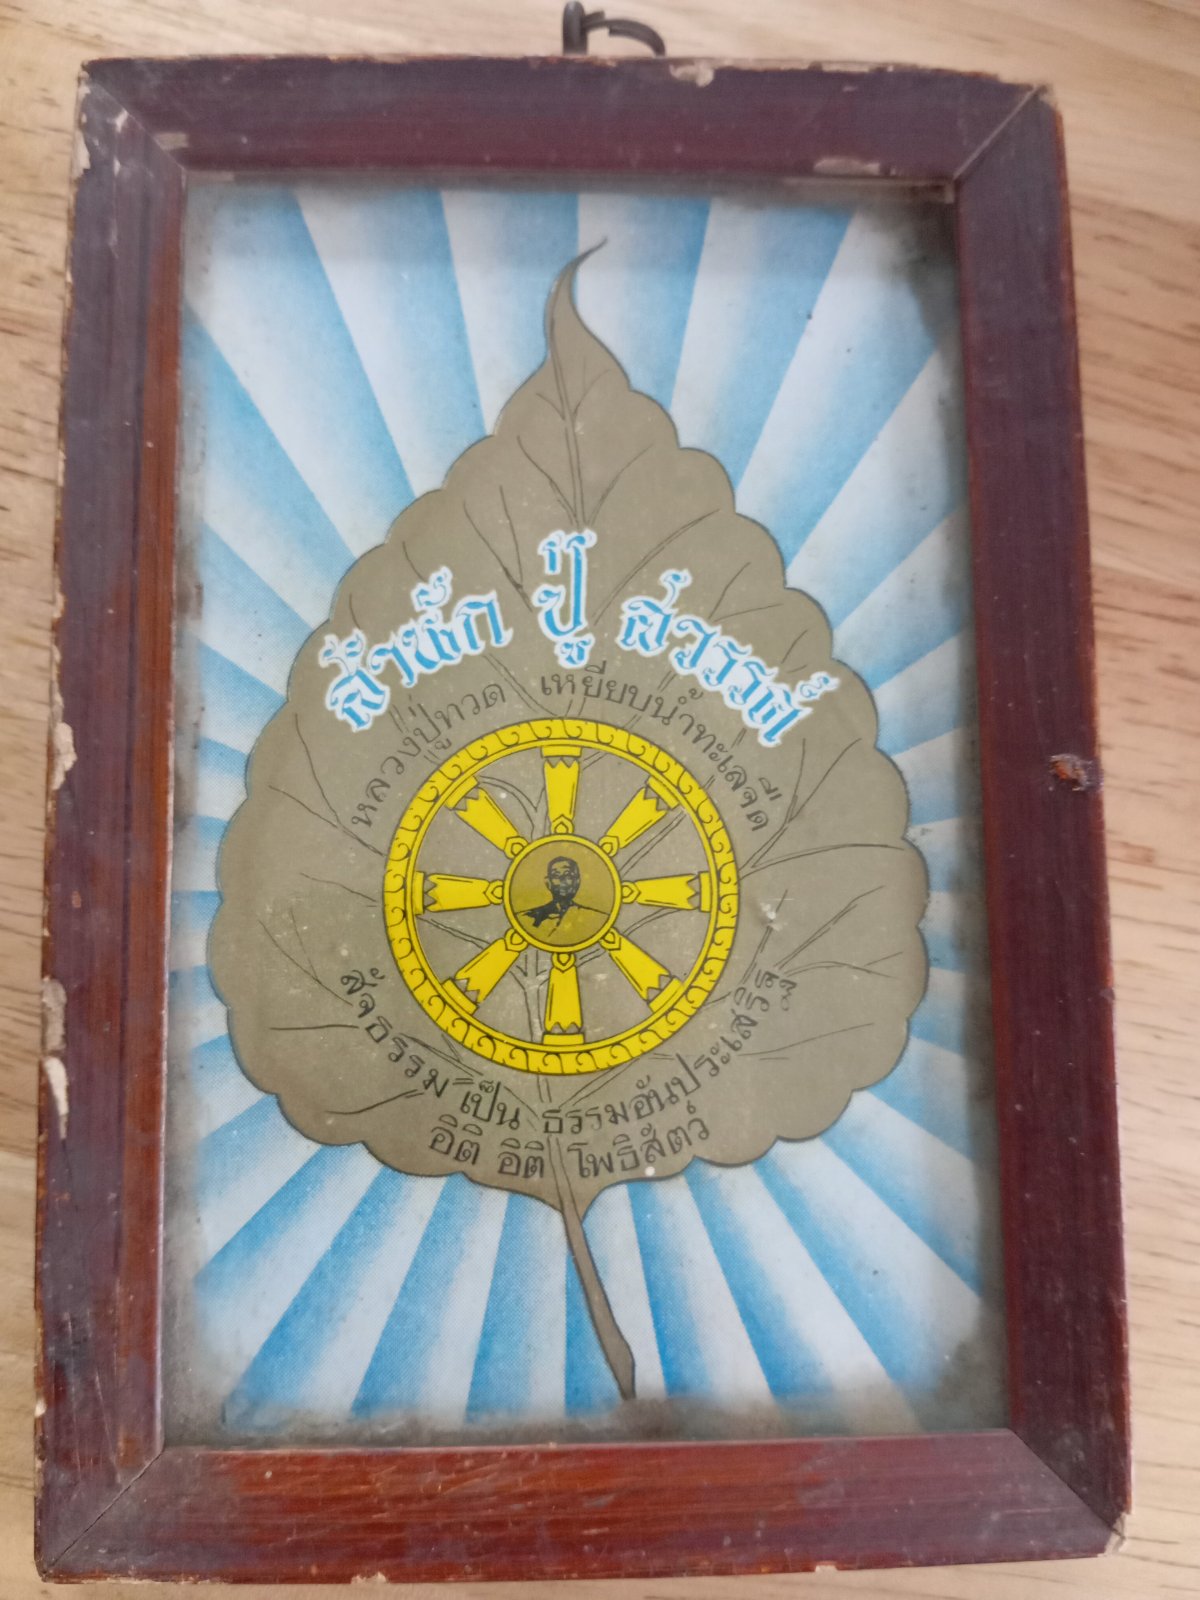 สำนัก ปู่ สวรรค์
หลวงปู่ทวด เหยียบน้ำทะเลจืด
สัจธรรม เป็น ธรรมอันประเสริฐ
อิติ อิติ โพธิสัตว์